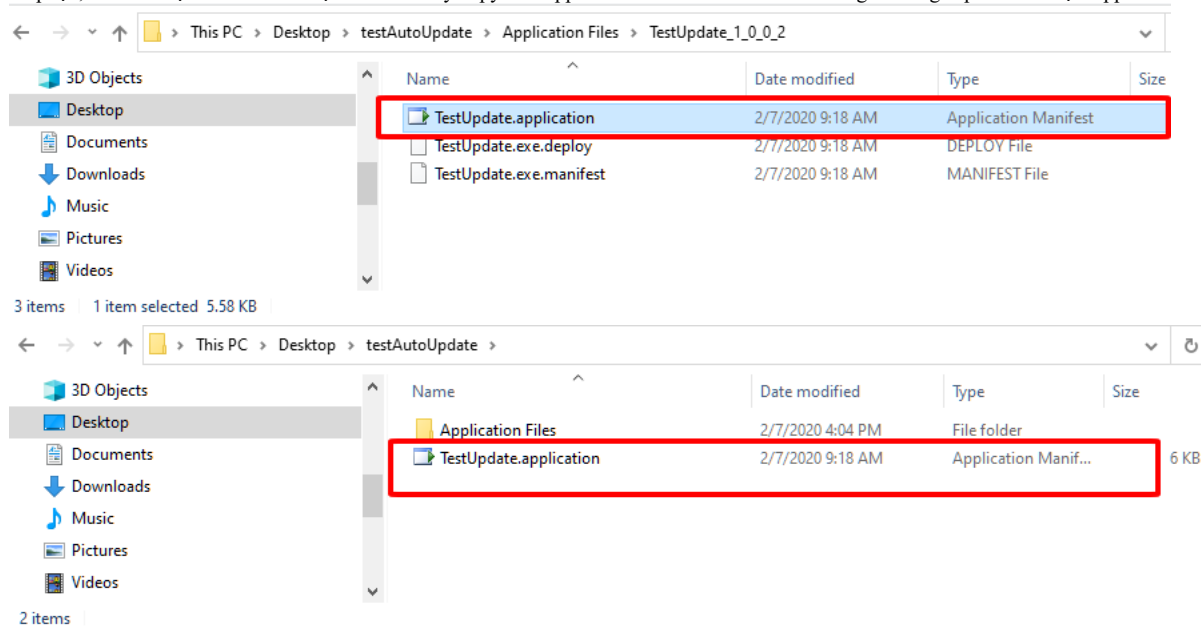 ← → ↑ › This PC › Desktop › testAutoUpdate › Application Files › TestUpdate_1_0_0_2
3D Objects Name Date modified Type Size
Desktop TestUpdate.application 2/7/2020 9:18 AM Application Manifest
Documents TestUpdate.exe.deploy 2/7/2020 9:18 AM DEPLOY File
Downloads TestUpdate.exe.manifest 2/7/2020 9:18 AM MANIFEST File
Music
Pictures
Videos
3 items 1 item selected 5.58 KB
← → ↑ › This PC › Desktop › testAutoUpdate ›
3D Objects Name Date modified Type Size
Desktop Application Files 2/7/2020 4:04 PM File folder
Documents TestUpdate.application 2/7/2020 9:18 AM Application Manif... 6 KB
Downloads
Music
Pictures
Videos
2 items